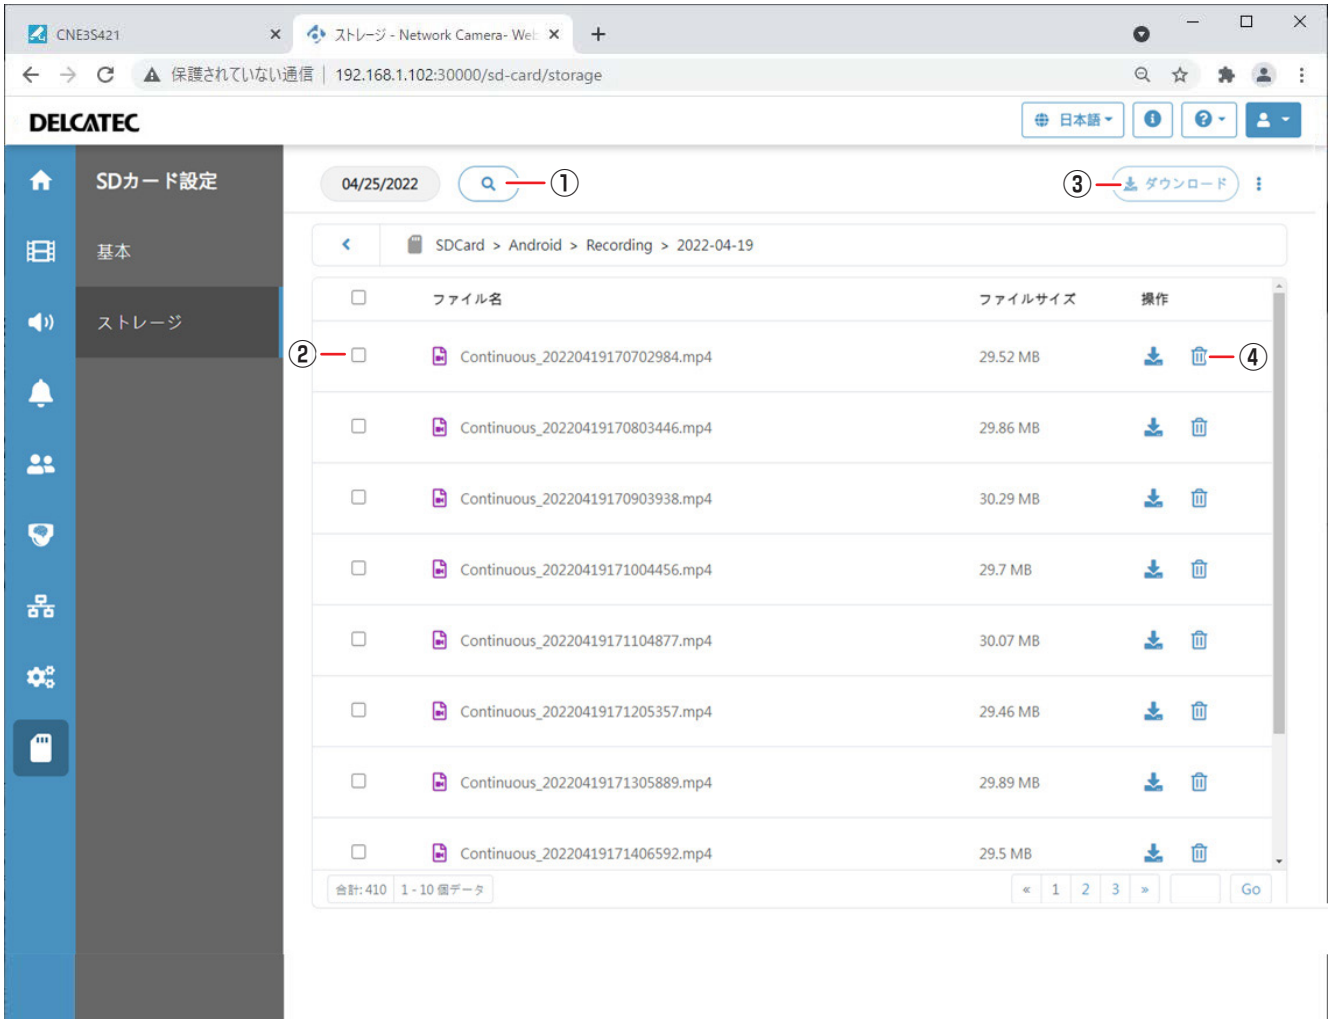 CNE3S421
ストレージ - Network Camera- Web
保護されていない通信 | 192.168.1.102:30000/sd-card/storage
DELCATEC
日本語
SDカード設定
04/25/2022
①
③
ダウンロード
基本
SDCard > Android > Recording > 2022-04-19
ストレージ
ファイル名 ファイルサイズ 操作
② Continuous_20220419170702984.mp4 29.52 MB ④
Continuous_20220419170803446.mp4 29.86 MB
Continuous_20220419170903938.mp4 30.29 MB
Continuous_20220419171004456.mp4 29.7 MB
Continuous_20220419171104877.mp4 30.07 MB
Continuous_20220419171205357.mp4 29.46 MB
Continuous_20220419171305889.mp4 29.89 MB
Continuous_20220419171406592.mp4 29.5 MB
合計: 410 1 - 10 個データ « 1 2 3 » Go